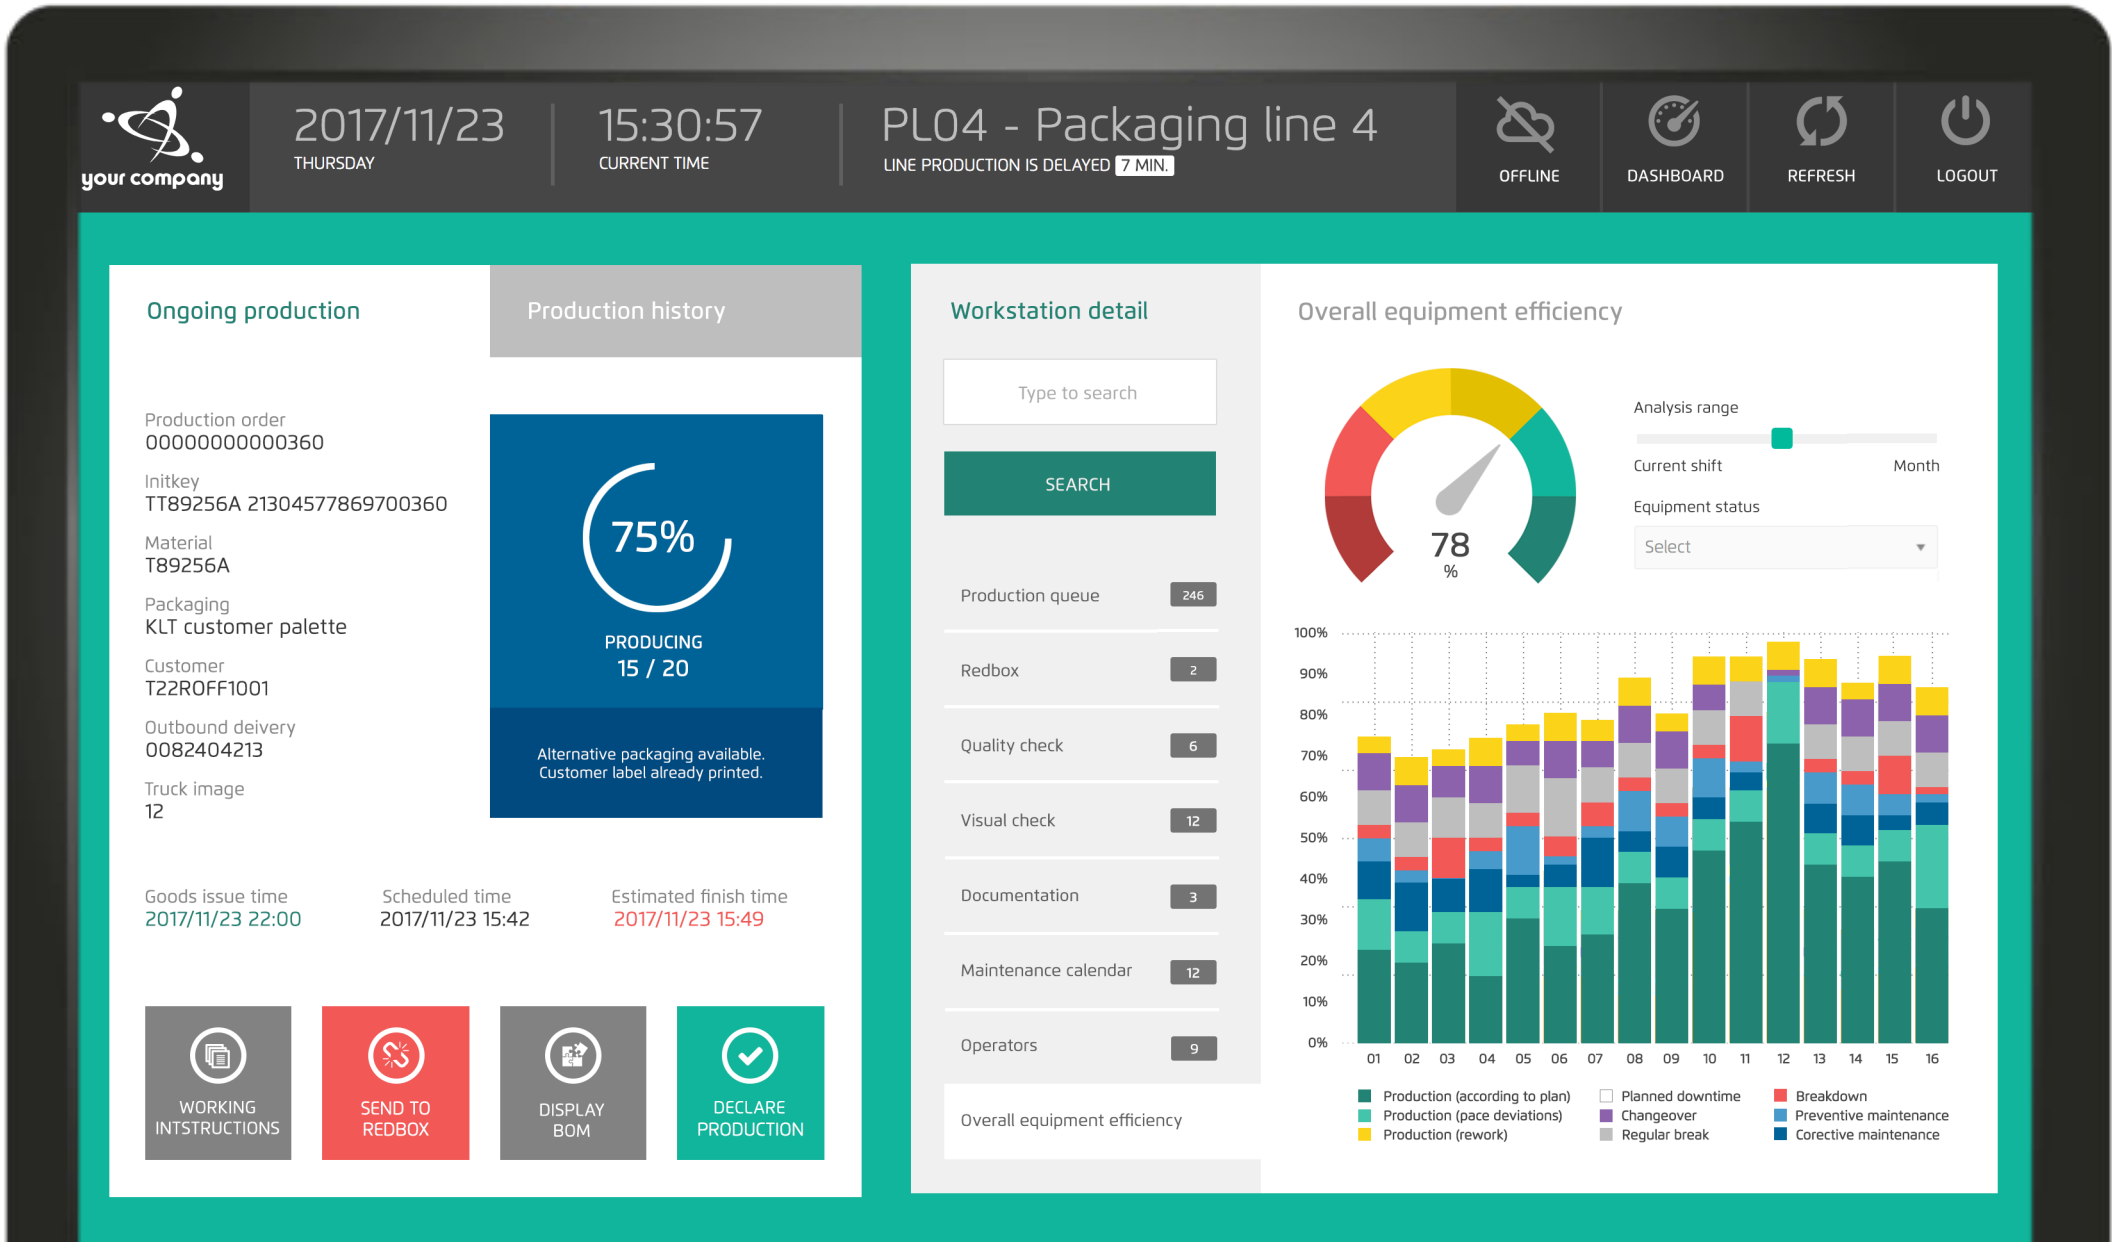 your company
2017/11/23
THURSDAY
15:30:57
CURRENT TIME
PL04 - Packaging line 4
LINE PRODUCTION IS DELAYED 7 MIN.
OFFLINE
DASHBOARD
REFRESH
LOGOUT
Ongoing production
Production history
Production order
00000000000360
Initkey
TT89256A 21304577869700360
Material
T89256A
Packaging
KLT customer palette
Customer
T22ROFF1001
Outbound deivery
0082404213
Truck image
12
75%
PRODUCING
15 / 20
Alternative packaging available.
Customer label already printed.
Goods issue time
2017/11/23 22:00
Scheduled time
2017/11/23 15:42
Estimated finish time
2017/11/23 15:49
WORKING
INTSTRUCTIONS
SEND TO
REDBOX
DISPLAY
BOM
DECLARE
PRODUCTION
Workstation detail
Type to search
SEARCH
Production queue 246
Redbox 2
Quality check 6
Visual check 12
Documentation 3
Maintenance calendar 12
Operators 9
Overall equipment efficiency
Overall equipment efficiency
78
%
Analysis range
Current shift Month
Equipment status
Select
100%
90%
80%
70%
60%
50%
40%
30%
20%
10%
0%
01 02 03 04 05 06 07 08 09 10 11 12 13 14 15 16
Production (according to plan)
Production (pace deviations)
Production (rework)
Planned downtime
Changeover
Regular break
Breakdown
Preventive maintenance
Corective maintenance